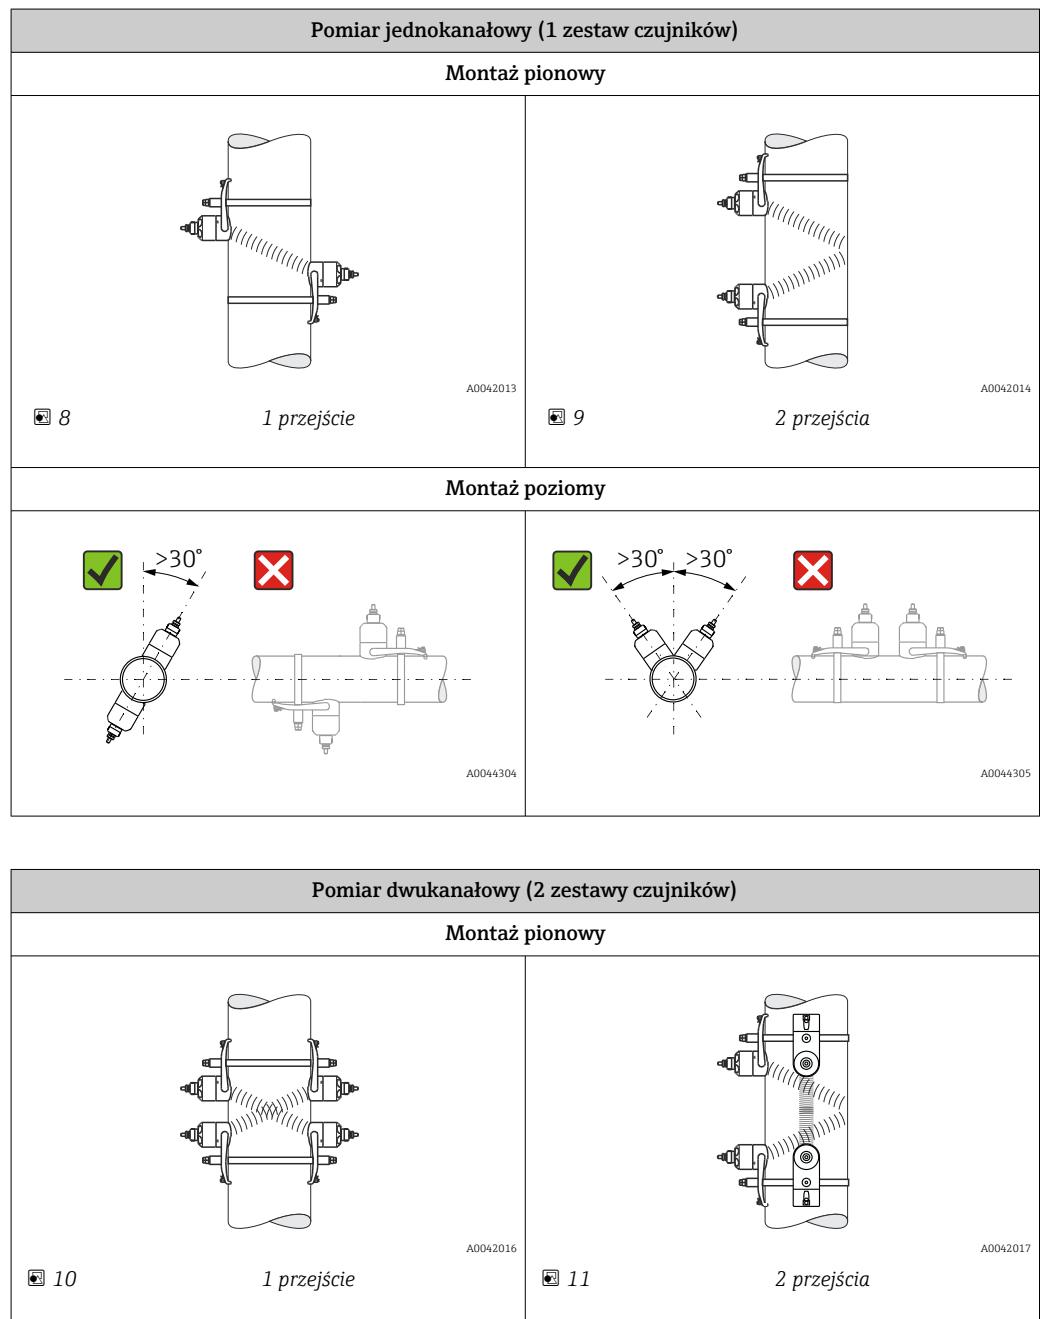 Pomiar jednokanałowy (1 zestaw czujników)
Montaż pionowy
A0042013
8 1 przejście
A0042014
9 2 przejścia
Montaż poziomy
>30°
A0044304
>30° >30°
A0044305
Pomiar dwukanałowy (2 zestawy czujników)
Montaż pionowy
A0042016
10 1 przejście
A0042017
11 2 przejścia